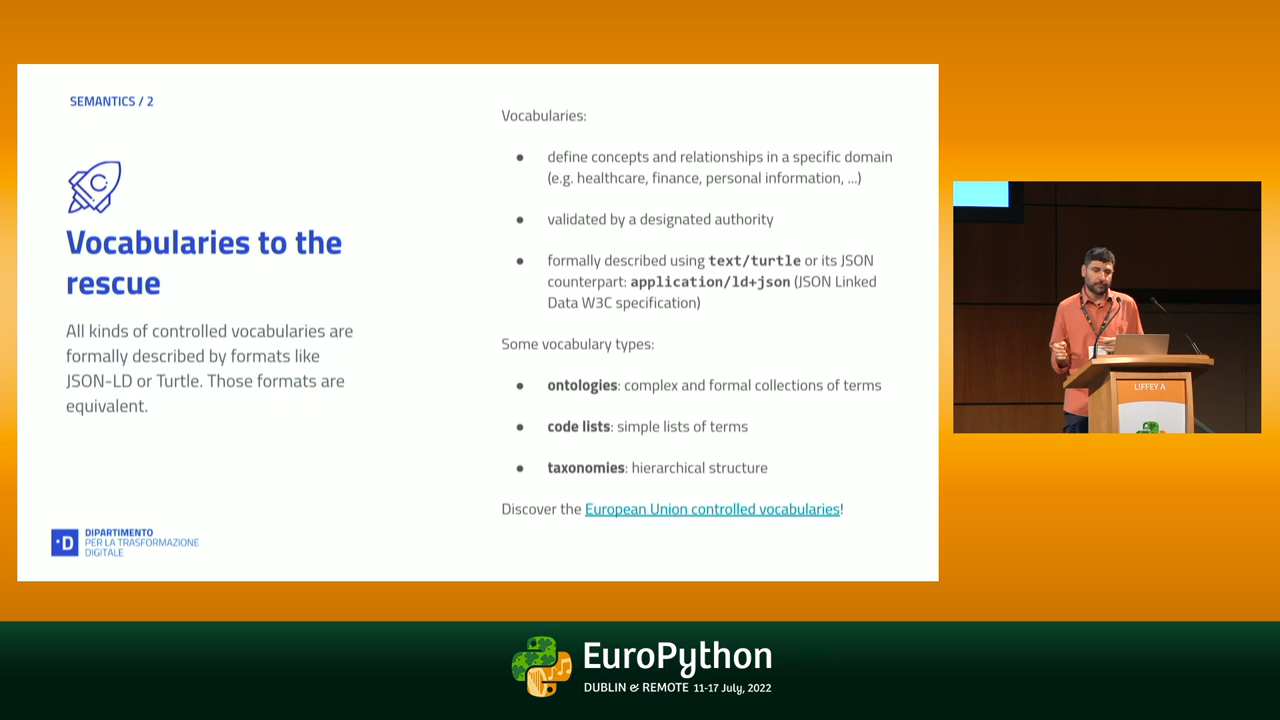 SEMANTICS / 2
Vocabularies to the
rescue
All kinds of controlled vocabularies are
formally described by formats like
JSON-LD or Turtle. Those formats are
equivalent.
DIPARTIMENTO
PER LA TRASFORMAZIONE
DIGITALE
Vocabularies:
● define concepts and relationships in a specific domain
(e.g. healthcare, finance, personal information, ...)
● validated by a designated authority
● formally described using text/turtle or its JSON
counterpart: application/ld+json (JSON Linked
Data W3C specification)
Some vocabulary types:
● ontologies: complex and formal collections of terms
● code lists: simple lists of terms
● taxonomies: hierarchical structure
Discover the European Union controlled vocabularies!
LIFFEY A
EuroPython
DUBLIN & REMOTE 11-17 July, 2022